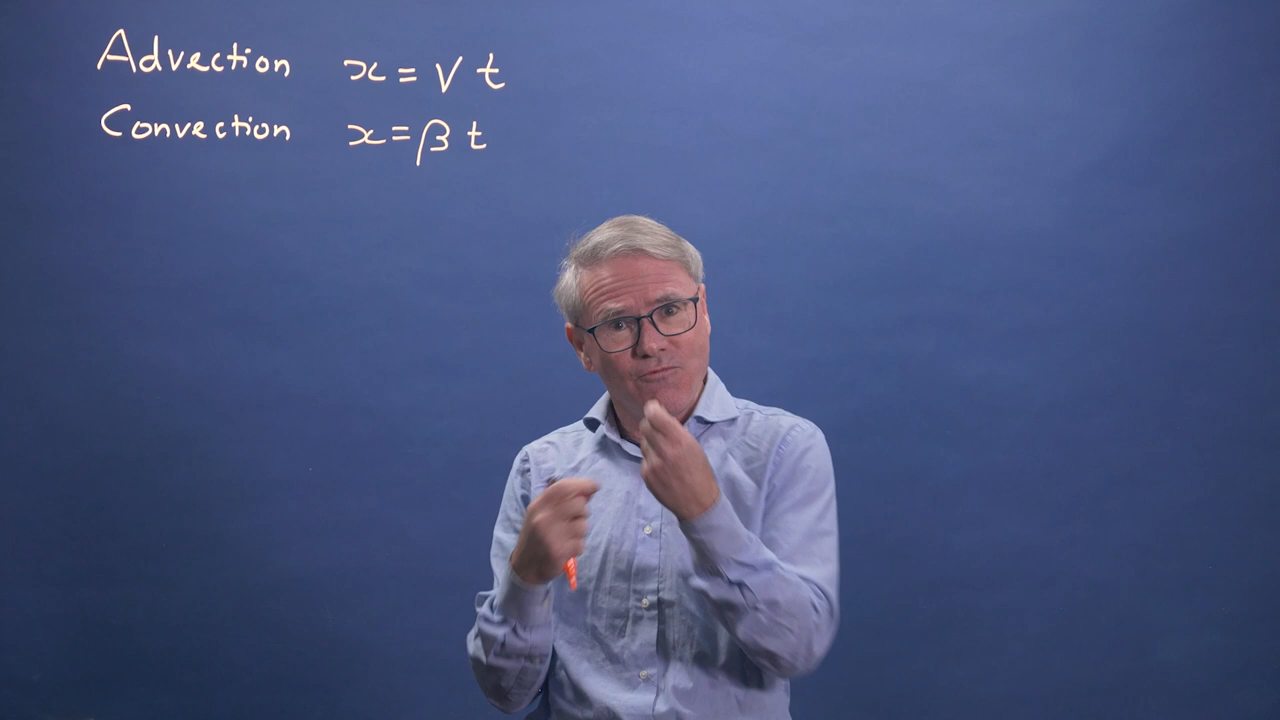 Advection x = v t
Convection x = β t